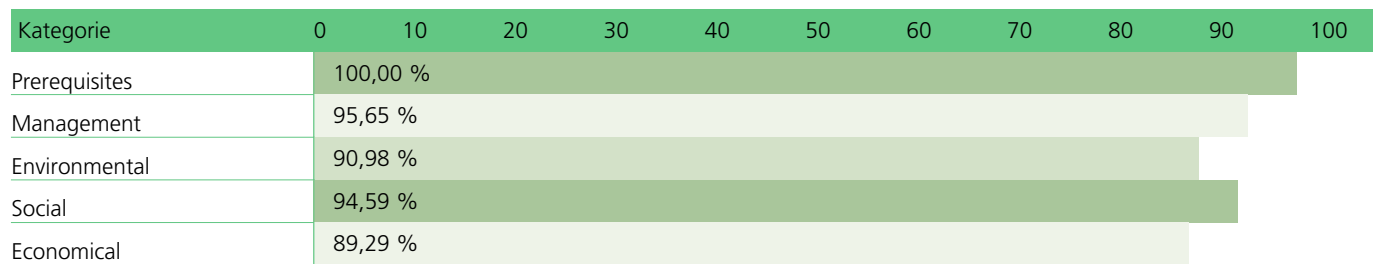 Kategorie 0 10 20 30 40 50 60 70 80 90 100
Prerequisites 100,00 %
Management 95,65 %
Environmental 90,98 %
Social 94,59 %
Economical 89,29 %